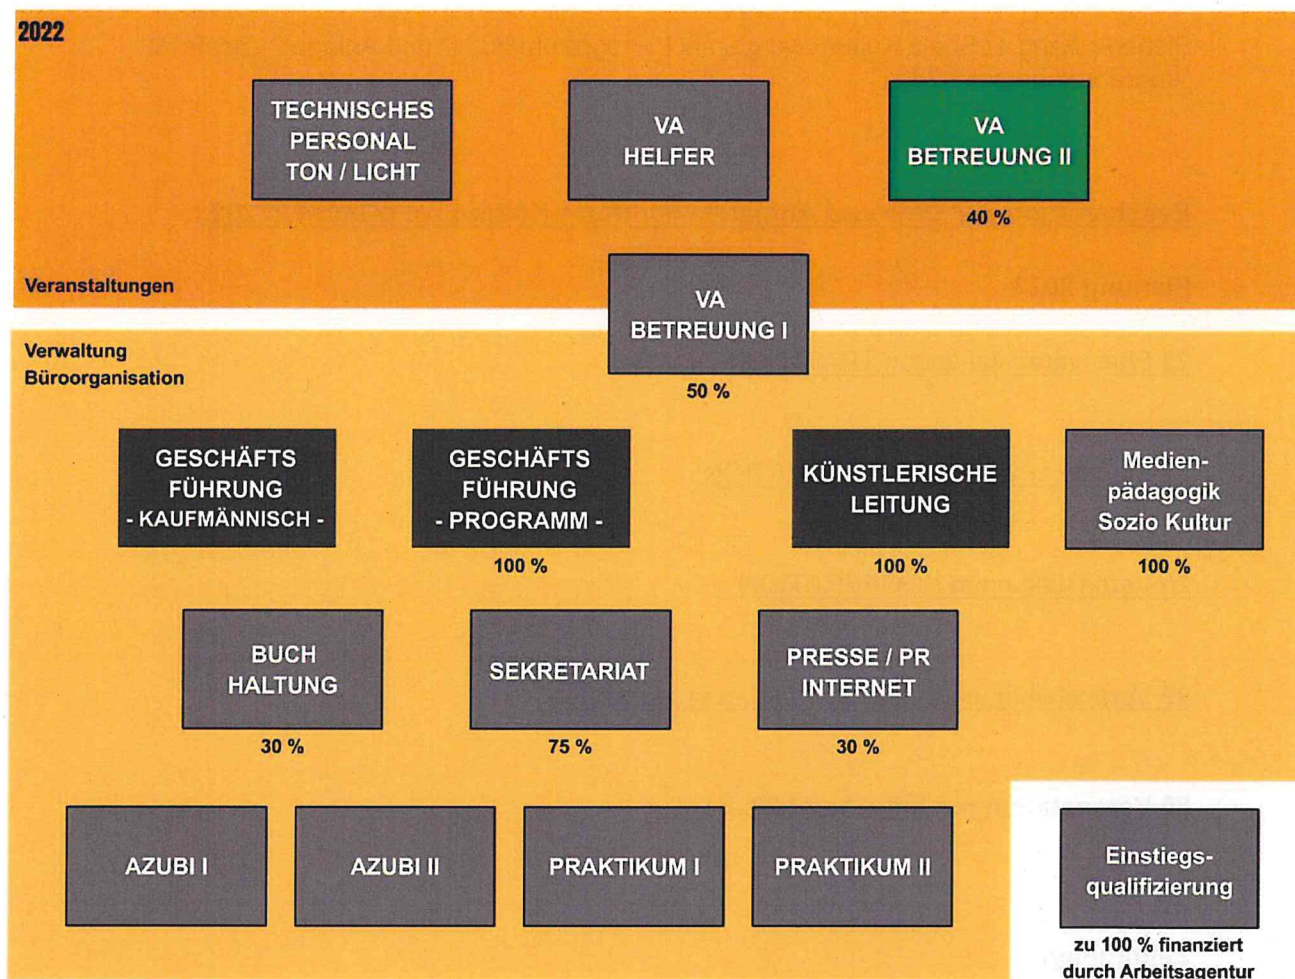 2022
TECHNISCHES
PERSONAL
TON / LICHT
VA
HELFER
VA
BETREUUNG II
40 %
Veranstaltungen
VA
BETREUUNG I
50 %
Verwaltung
Büroorganisation
GESCHÄFTS
FÜHRUNG
- KAUFMÄNNISCH -
GESCHÄFTS
FÜHRUNG
- PROGRAMM -
100 %
KÜNSTLERISCHE
LEITUNG
100 %
Medien-
pädagogik
Sozio Kultur
100 %
BUCH
HALTUNG
30 %
SEKRETARIAT
75 %
PRESSE / PR
INTERNET
30 %
AZUBI I
AZUBI II
PRAKTIKUM I
PRAKTIKUM II
Einstiegs-
qualifizierung
zu 100 % finanziert
durch Arbeitsagentur